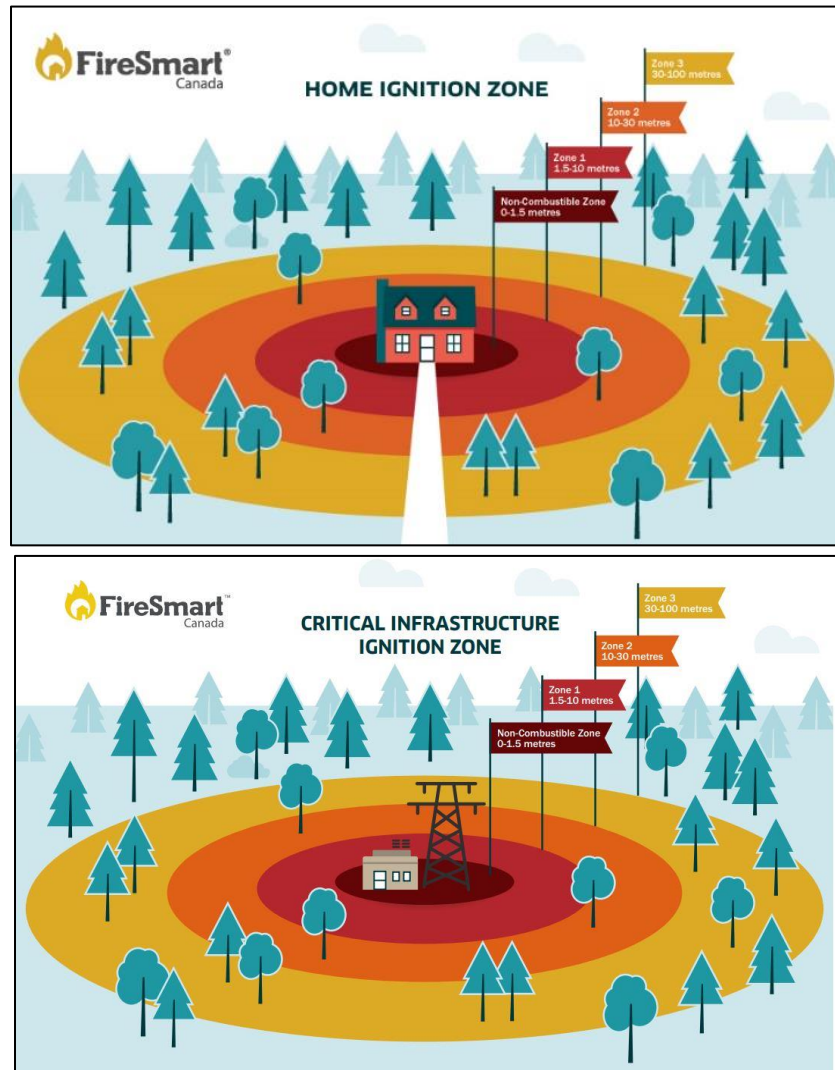 FireSmart®
Canada
HOME IGNITION ZONE
Zone 3
30-100 metres
Zone 2
10-30 metres
Zone 1
1.5-10 metres
Non-Combustible Zone
0-1.5 metres
FireSmart™
Canada
CRITICAL INFRASTRUCTURE
IGNITION ZONE
Zone 3
30-100 metres
Zone 2
10-30 metres
Zone 1
1.5-10 metres
Non-Combustible Zone
0-1.5 metres